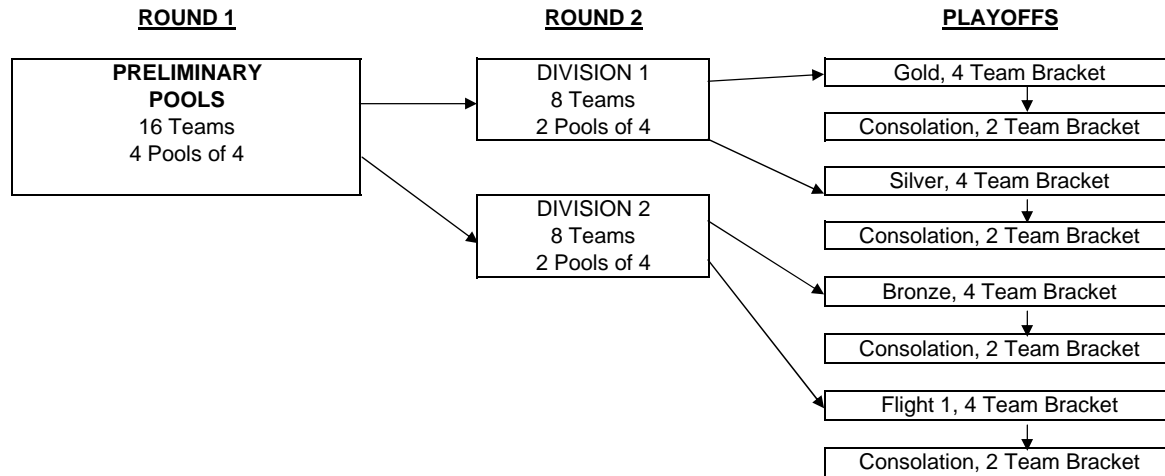 ROUND 1
ROUND 2
PLAYOFFS
PRELIMINARY
POOLS
16 Teams
4 Pools of 4
DIVISION 1
8 Teams
2 Pools of 4
DIVISION 2
8 Teams
2 Pools of 4
Gold, 4 Team Bracket
Consolation, 2 Team Bracket
Silver, 4 Team Bracket
Consolation, 2 Team Bracket
Bronze, 4 Team Bracket
Consolation, 2 Team Bracket
Flight 1, 4 Team Bracket
Consolation, 2 Team Bracket